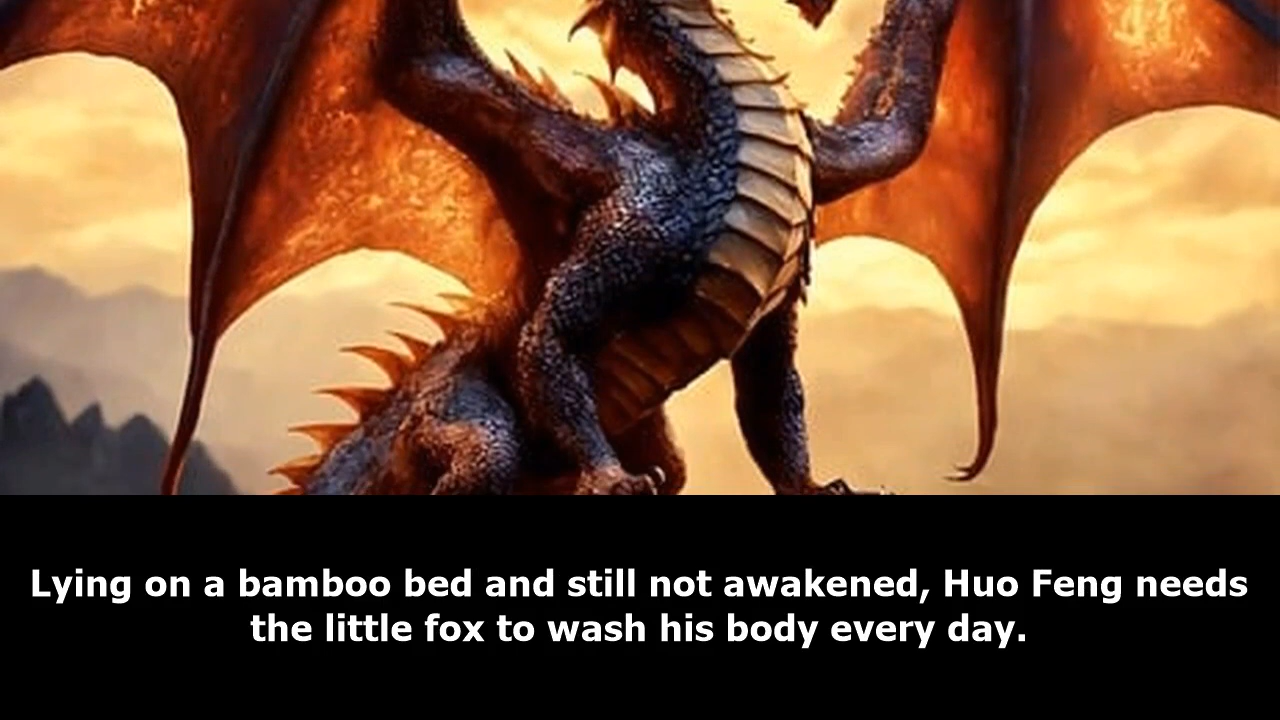 Lying on a bamboo bed and still not awakened, Huo Feng needs
the little fox to wash his body every day.